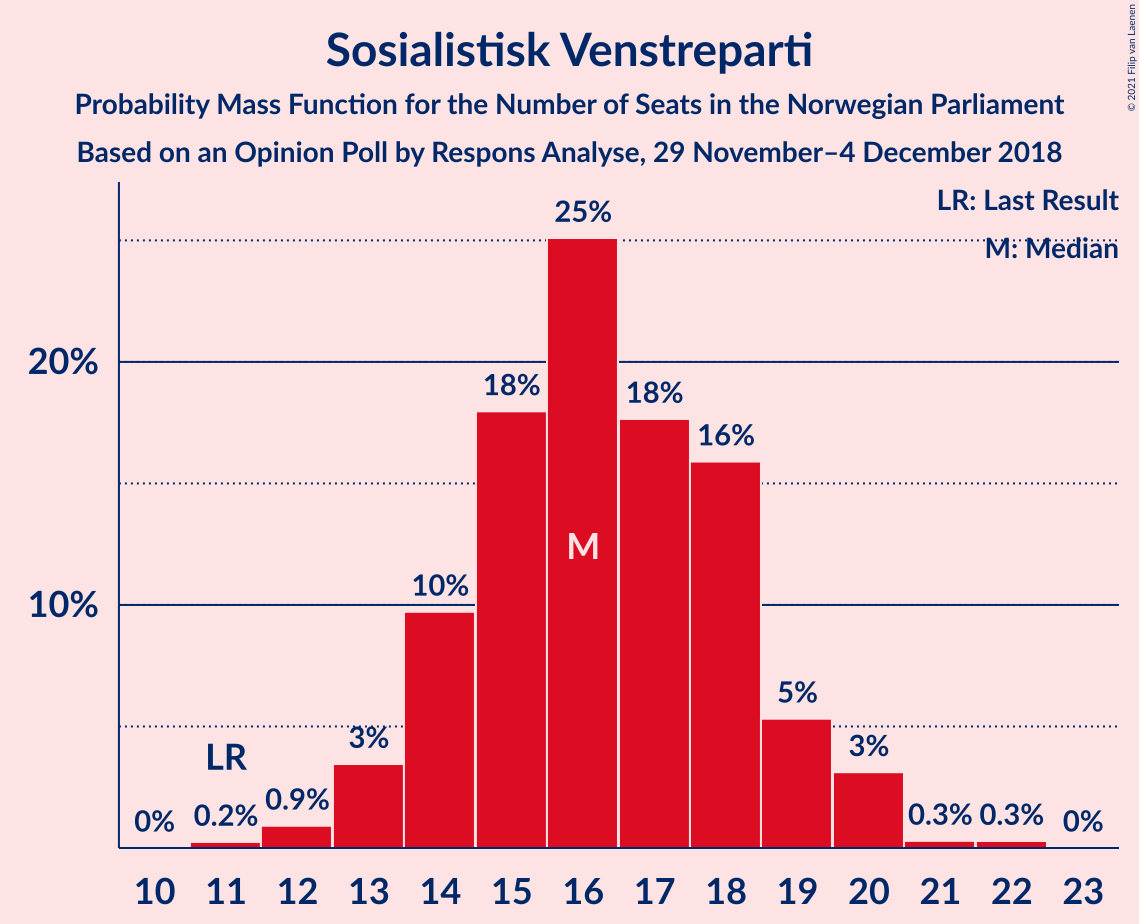 Sosialistisk Venstreparti
Probability Mass Function for the Number of Seats in the Norwegian Parliament
Based on an Opinion Poll by Respons Analyse, 29 November–4 December 2018
© 2021 Filip van Laenen
LR: Last Result
M: Median
20%
10%
0%
0.2%
0.9%
3%
10%
18%
25%
18%
16%
5%
3%
0.3%
0.3%
0%
LR
M
10 11 12 13 14 15 16 17 18 19 20 21 22 23